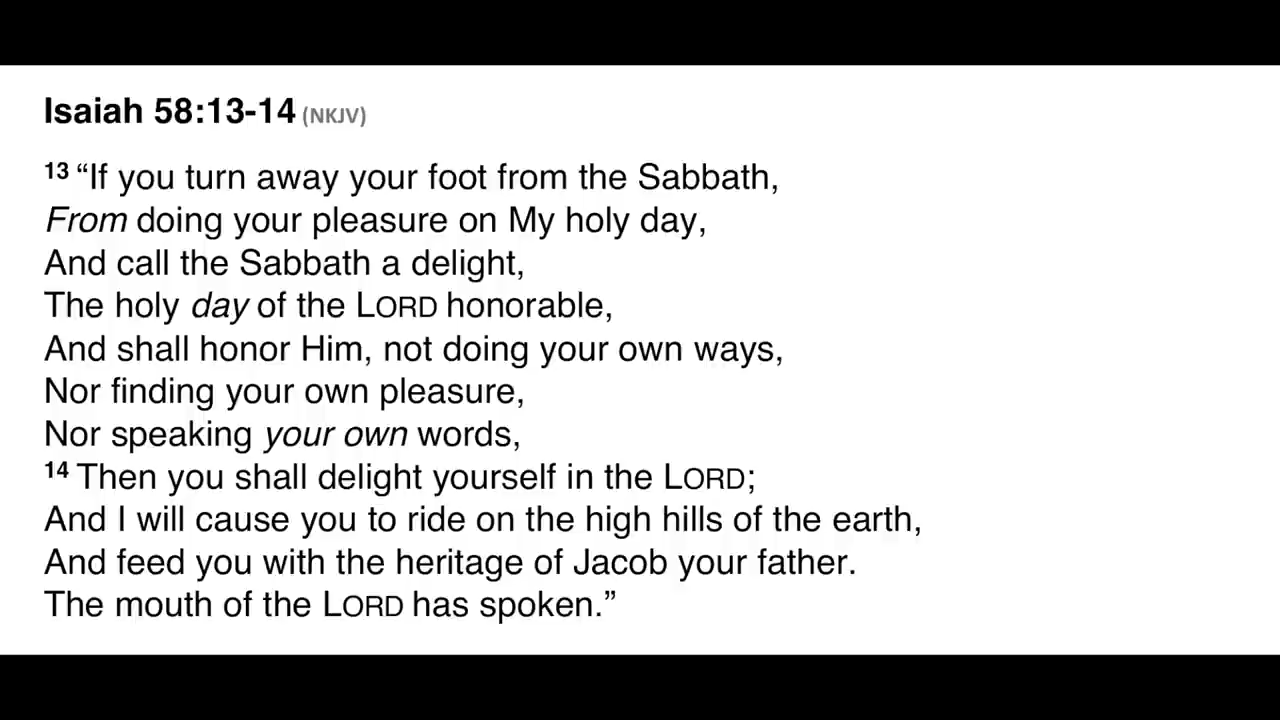 Isaiah 58:13-14 (NKJV)
13 “If you turn away your foot from the Sabbath,
From doing your pleasure on My holy day,
And call the Sabbath a delight,
The holy day of the LORD honorable,
And shall honor Him, not doing your own ways,
Nor finding your own pleasure,
Nor speaking your own words,
14 Then you shall delight yourself in the LORD;
And I will cause you to ride on the high hills of the earth,
And feed you with the heritage of Jacob your father.
The mouth of the LORD has spoken.”